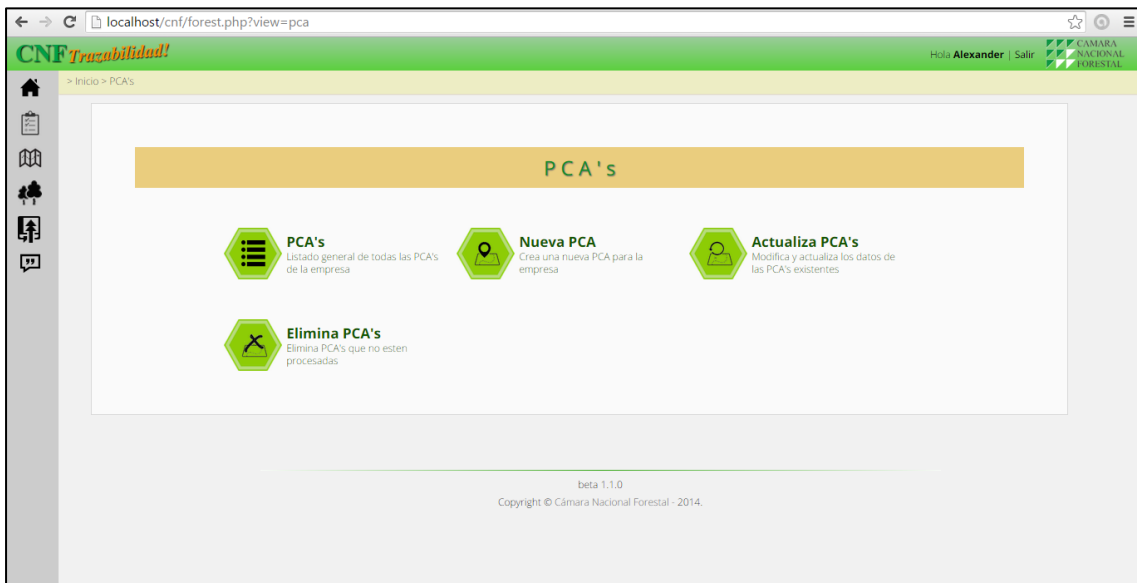 localhost/cnf/forest.php?view=pca
CNF Trazabilidad!
Hola Alexander | Salir
CAMARA
NACIONAL
FORESTAL
> Inicio > PCA's
PCA's
PCA's
Listado general de todas las PCA's
de la empresa
Nueva PCA
Crea una nueva PCA para la
empresa
Actualiza PCA's
Modifica y actualiza los datos de
las PCA's existentes
Elimina PCA's
Elimina PCA's que no esten
procesadas
beta 1.1.0
Copyright © Cámara Nacional Forestal - 2014.